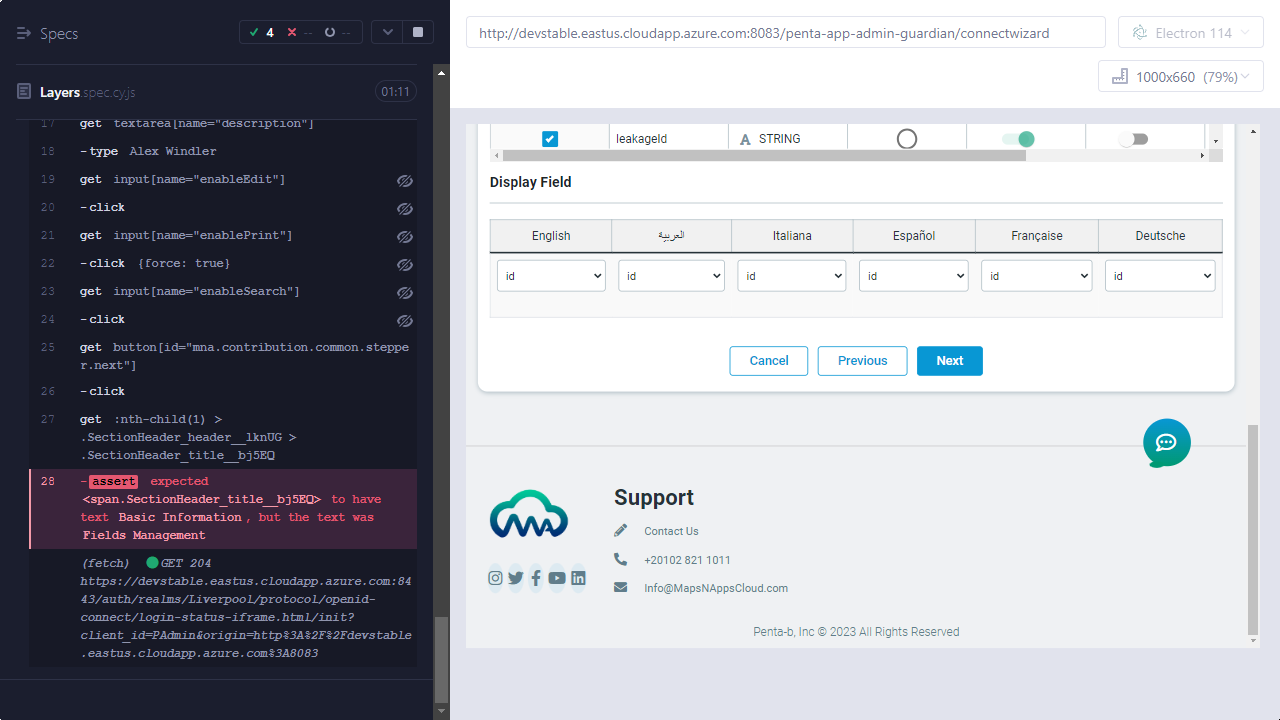 Specs
4
--
--
Layers spec.cy.js
01:11
17 get textarea[name="description"]
18 -type Alex Windler
19 get input[name="enableEdit"]
20 -click
21 get input[name="enablePrint"]
22 -click {force: true}
23 get input[name="enableSearch"]
24 -click
25 get button[id="mna.contribution.common.steppe
r.next"]
26 -click
27 get :nth-child(1) >
.SectionHeader_header__lknUG >
.SectionHeader_title__bj5EQ
28 -assert expected
<span.SectionHeader_title__bj5EQ> to have
text Basic Information, but the text was
Fields Management
(fetch) GET 204
https://devstable.eastus.cloudapp.azure.com:84
43/auth/realms/Liverpool/protocol/openid-
connect/login-status-iframe.html/init?
client_id=PAdmin&origin=http%3A%2F%2Fdevstable
.eastus.cloudapp.azure.com%3A8083
http://devstable.eastus.cloudapp.azure.com:8083/penta-app-admin-guardian/connectwizard
Electron 114
1000x660 (79%)
leakageId A STRING
Display Field
English العربية Italiana Español Française Deutsche
id id id id id id
Cancel Previous Next
MNA
Support
Contact Us
+20102 821 1011
Info@MapsNAppsCloud.com
Penta-b, Inc © 2023 All Rights Reserved